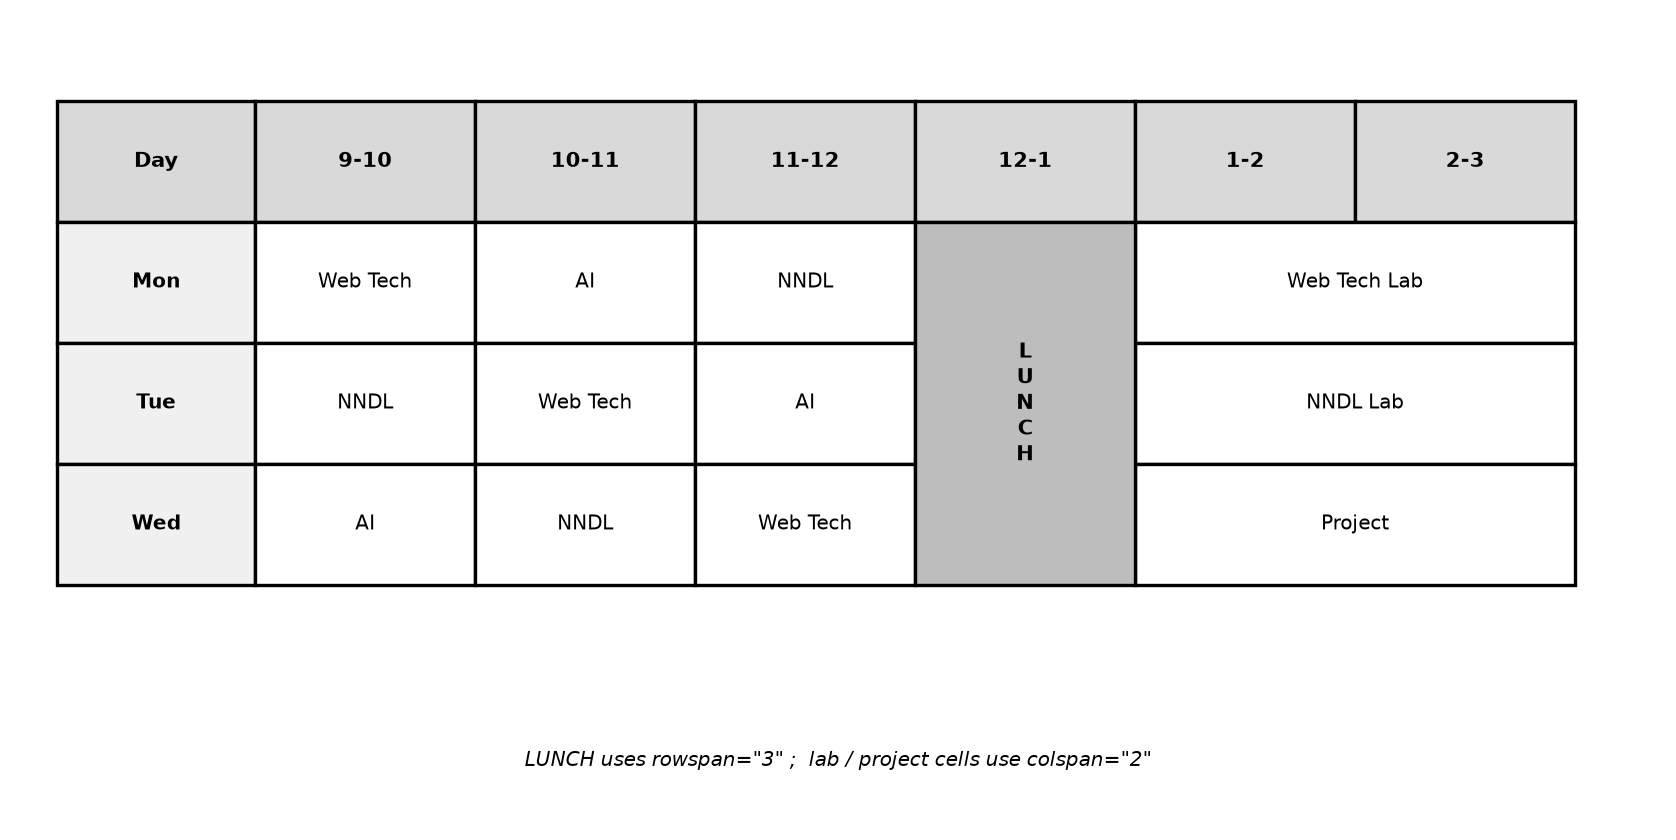 Day 9-10 10-11 11-12 12-1 1-2 2-3
Mon Web Tech AI NNDL Web Tech Lab
Tue NNDL Web Tech AI NNDL Lab
Wed AI NNDL Web Tech Project
L
U
N
C
H
LUNCH uses rowspan="3" ; lab / project cells use colspan="2"